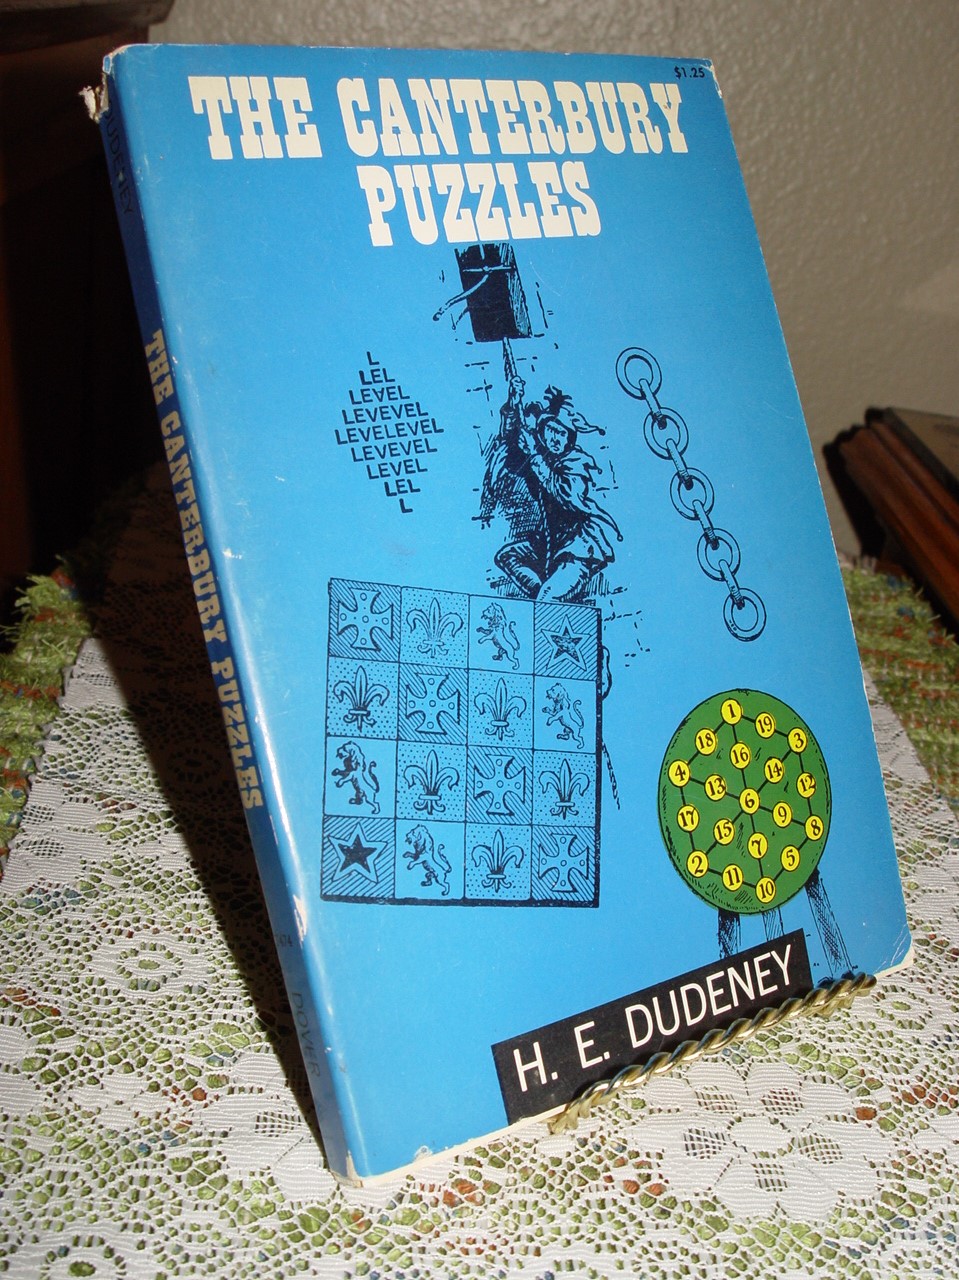 $1.25
THE CANTERBURY
PUZZLES
L
LEL
LEVEL
LEVEVEL
LEVELEVEL
LEVEVEL
LEVEL
LEL
L
1
19
18
3
16
4
14
13
12
6
17
9
15
8
7
2
5
11
10
H. E. DUDENEY
DUDENEY
THE CANTERBURY PUZZLES
DOVER